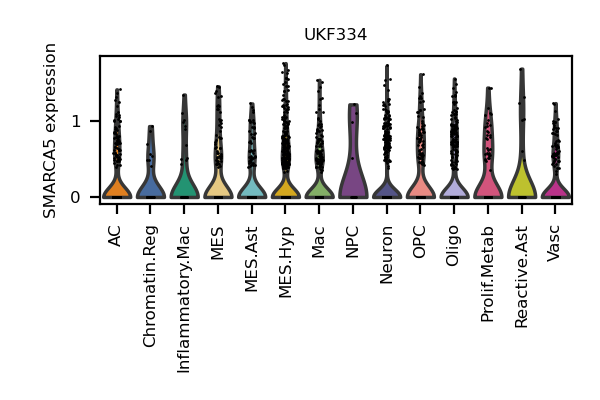 UKF334
SMARCA5 expression
1
0
AC
Chromatin.Reg
Inflammatory.Mac
MES
MES.Ast
MES.Hyp
Mac
NPC
Neuron
OPC
Oligo
Prolif.Metab
Reactive.Ast
Vasc